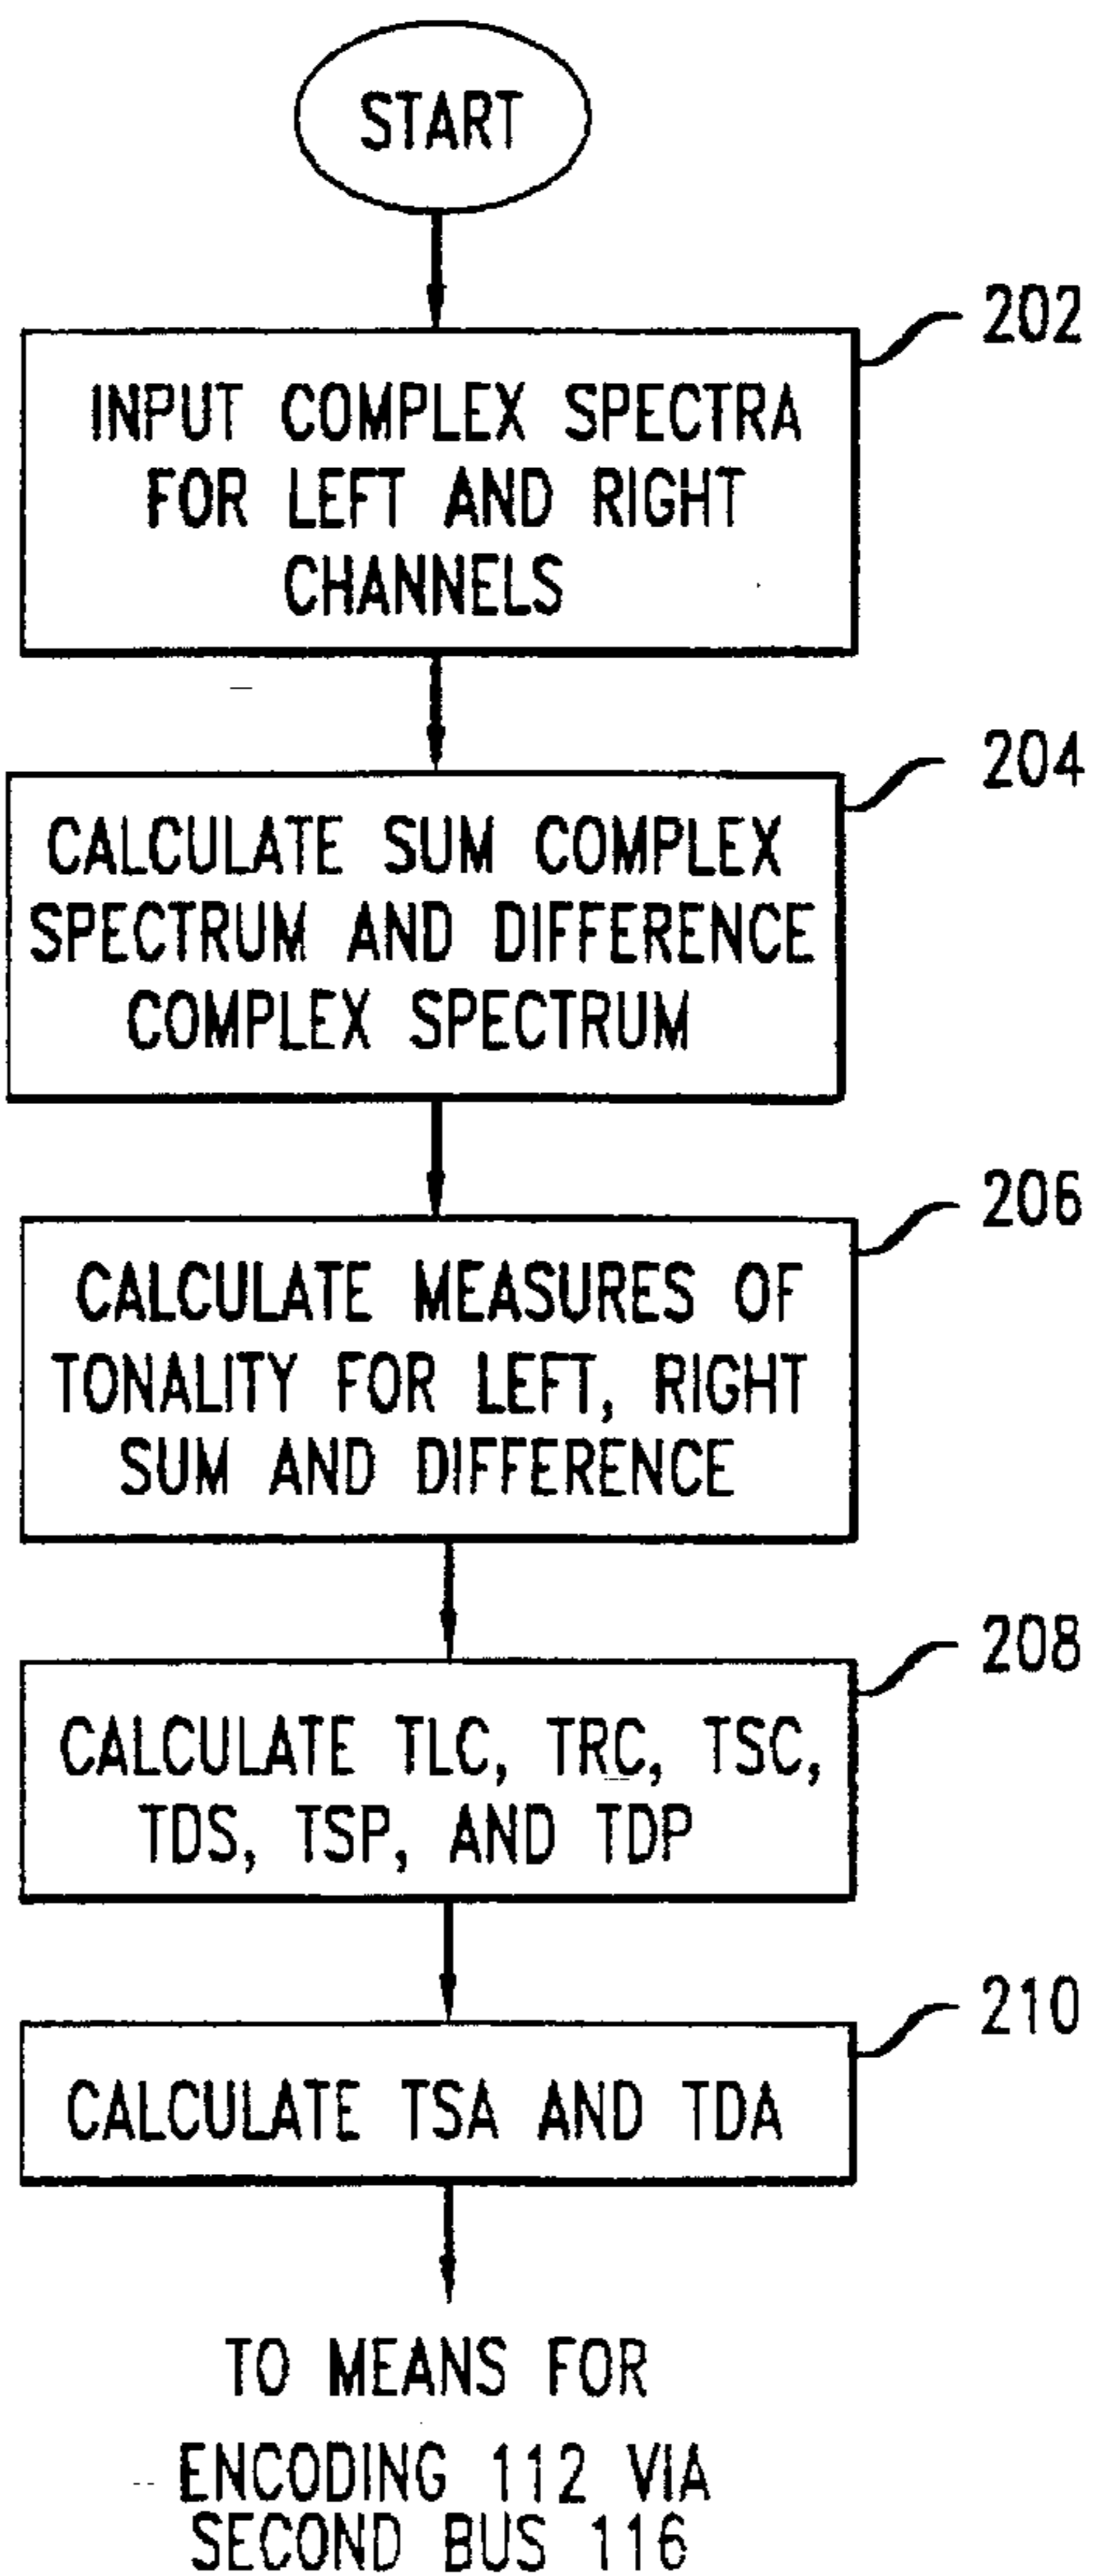 START
202
INPUT COMPLEX SPECTRA
FOR LEFT AND RIGHT
CHANNELS
204
CALCULATE SUM COMPLEX
SPECTRUM AND DIFFERENCE
COMPLEX SPECTRUM
206
CALCULATE MEASURES OF
TONALITY FOR LEFT, RIGHT
SUM AND DIFFERENCE
208
CALCULATE TLC, TRC, TSC,
TDS, TSP, AND TDP
210
CALCULATE TSA AND TDA
TO MEANS FOR
ENCODING 112 VIA
SECOND BUS 116